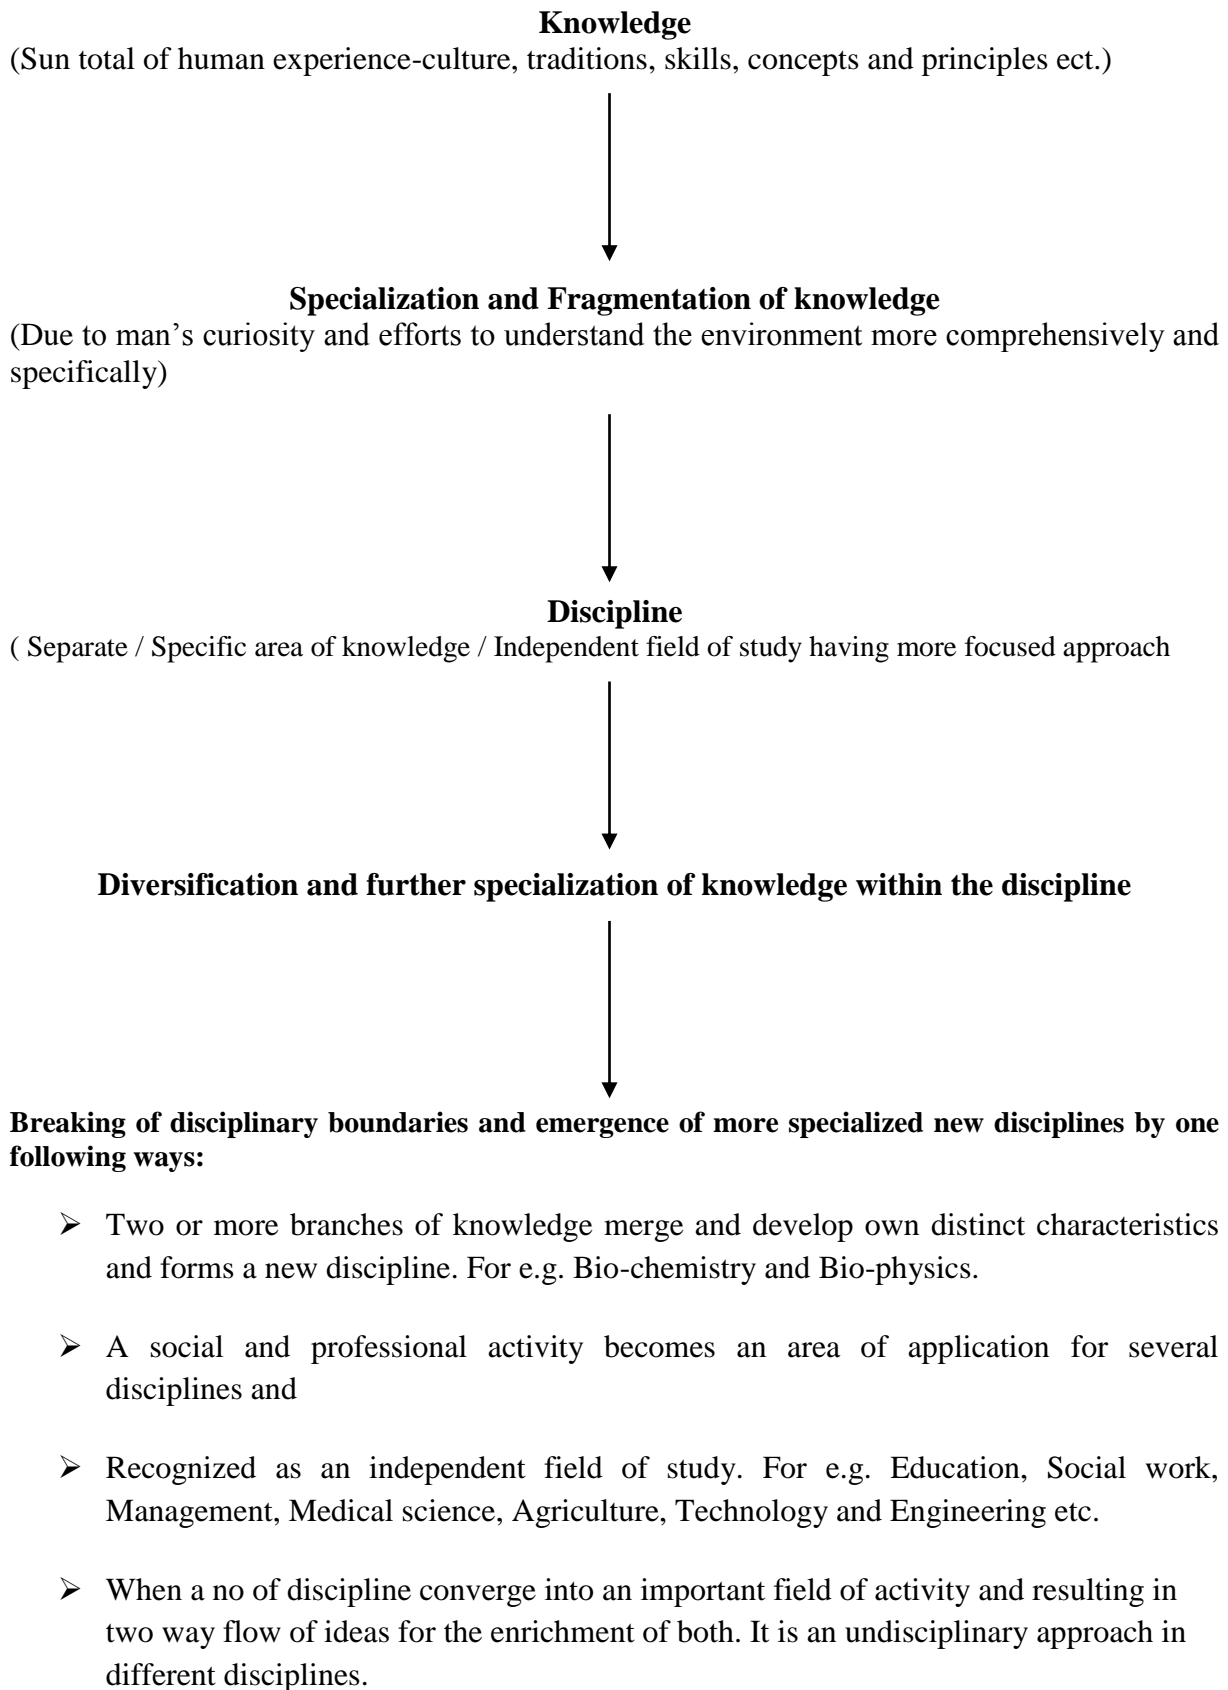 Knowledge
(Sun total of human experience-culture, traditions, skills, concepts and principles ect.)
Specialization and Fragmentation of knowledge
(Due to man’s curiosity and efforts to understand the environment more comprehensively and
specifically)
Discipline
( Separate / Specific area of knowledge / Independent field of study having more focused approach
Diversification and further specialization of knowledge within the discipline
Breaking of disciplinary boundaries and emergence of more specialized new disciplines by one
following ways:
➢ Two or more branches of knowledge merge and develop own distinct characteristics
and forms a new discipline. For e.g. Bio-chemistry and Bio-physics.
➢ A social and professional activity becomes an area of application for several
disciplines and
➢ Recognized as an independent field of study. For e.g. Education, Social work,
Management, Medical science, Agriculture, Technology and Engineering etc.
➢ When a no of discipline converge into an important field of activity and resulting in
two way flow of ideas for the enrichment of both. It is an undisciplinary approach in
different disciplines.